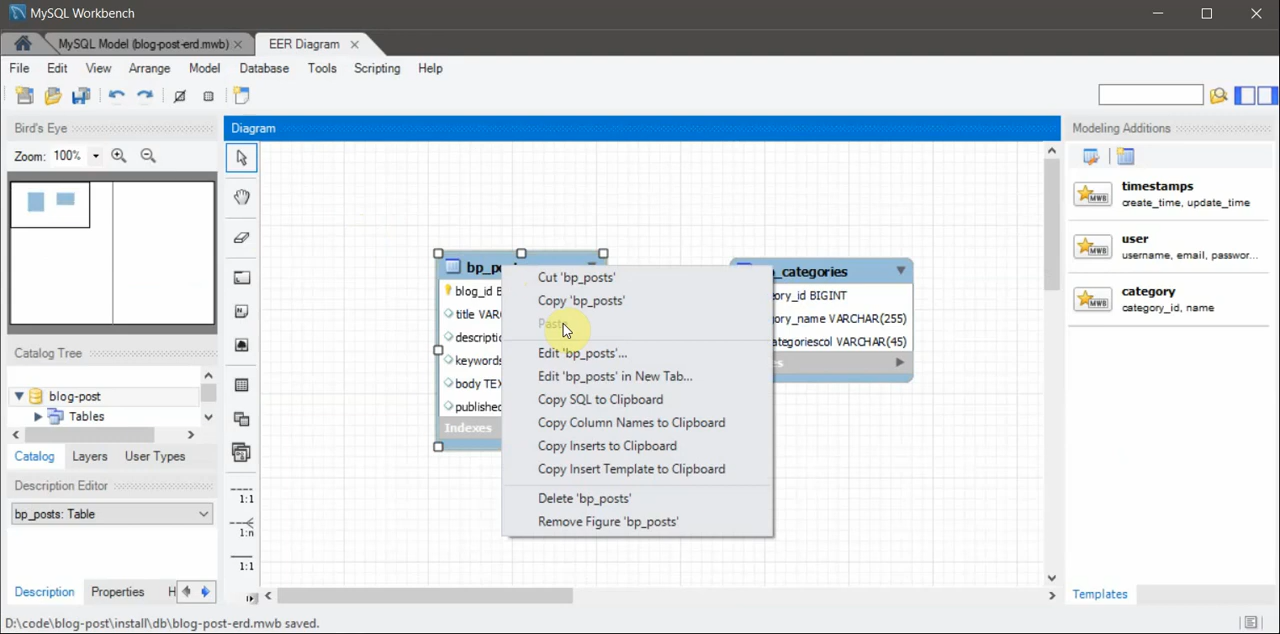 MySQL Workbench
MySQL Model (blog-post-erd.mwb) ×
EER Diagram ×
File Edit View Arrange Model Database Tools Scripting Help
Bird's Eye
Zoom: 100%
Diagram
Modeling Additions
timestamps
create_time, update_time
user
username, email, passwor...
category
category_id, name
bp_po
blog_id B
title VAR
descriptio
keywords
body TEX
published
Indexes
Cut 'bp_posts'
Copy 'bp_posts'
Edit 'bp_posts'...
Edit 'bp_posts' in New Tab...
Copy SQL to Clipboard
Copy Column Names to Clipboard
Copy Inserts to Clipboard
Copy Insert Template to Clipboard
Delete 'bp_posts'
Remove Figure 'bp_posts'
_categories
ory_id BIGINT
ory_name VARCHAR(255)
ategoriescol VARCHAR(45)
Catalog Tree
blog-post
Tables
Catalog Layers User Types
Description Editor
bp_posts: Table
Description Properties H
1:1
1:n
1:1
Templates
D:\code\blog-post\install\db\blog-post-erd.mwb saved.